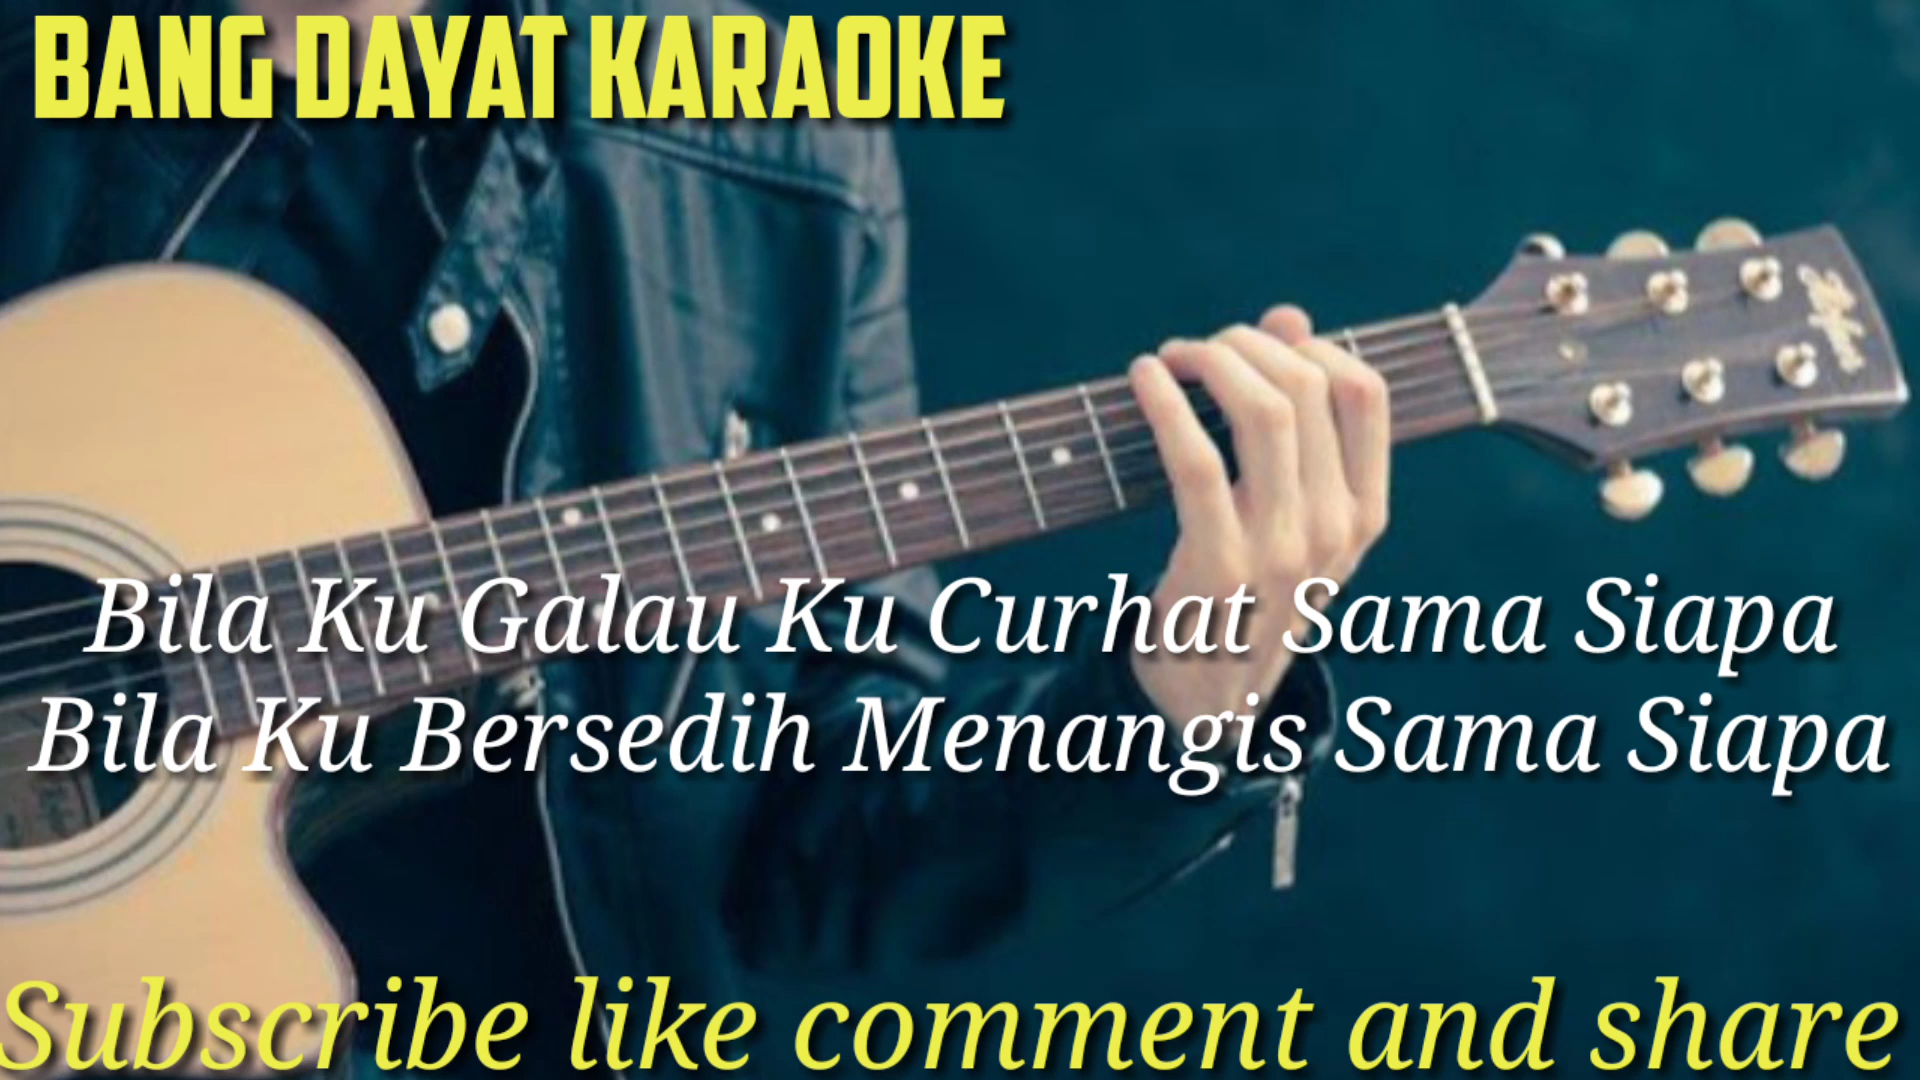 BANG DAYAT KARAOKE
Bila Ku Galau Ku Curhat Sama Siapa
Bila Ku Bersedih Menangis Sama Siapa
Subscribe like comment and share